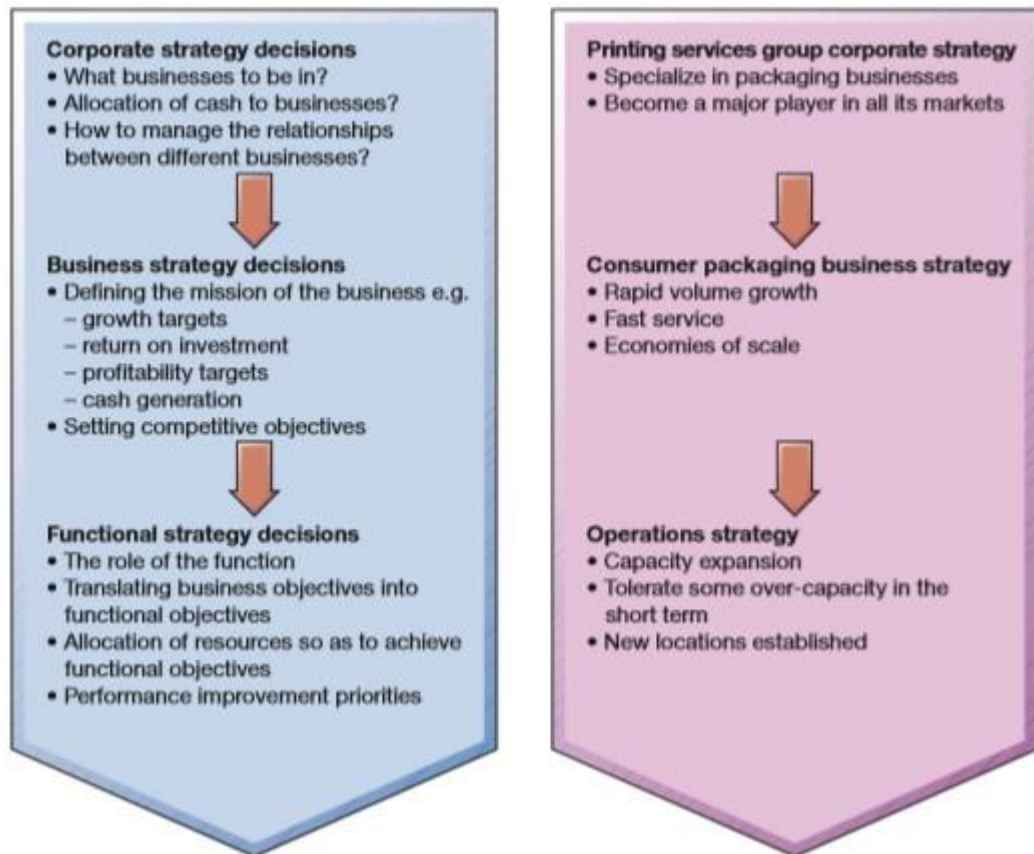 Corporate strategy decisions
• What businesses to be in?
• Allocation of cash to businesses?
• How to manage the relationships
between different businesses?
Business strategy decisions
• Defining the mission of the business e.g.
– growth targets
– return on investment
– profitability targets
– cash generation
• Setting competitive objectives
Functional strategy decisions
• The role of the function
• Translating business objectives into
functional objectives
• Allocation of resources so as to achieve
functional objectives
• Performance improvement priorities
Printing services group corporate strategy
• Specialize in packaging businesses
• Become a major player in all its markets
Consumer packaging business strategy
• Rapid volume growth
• Fast service
• Economies of scale
Operations strategy
• Capacity expansion
• Tolerate some over-capacity in the
short term
• New locations established